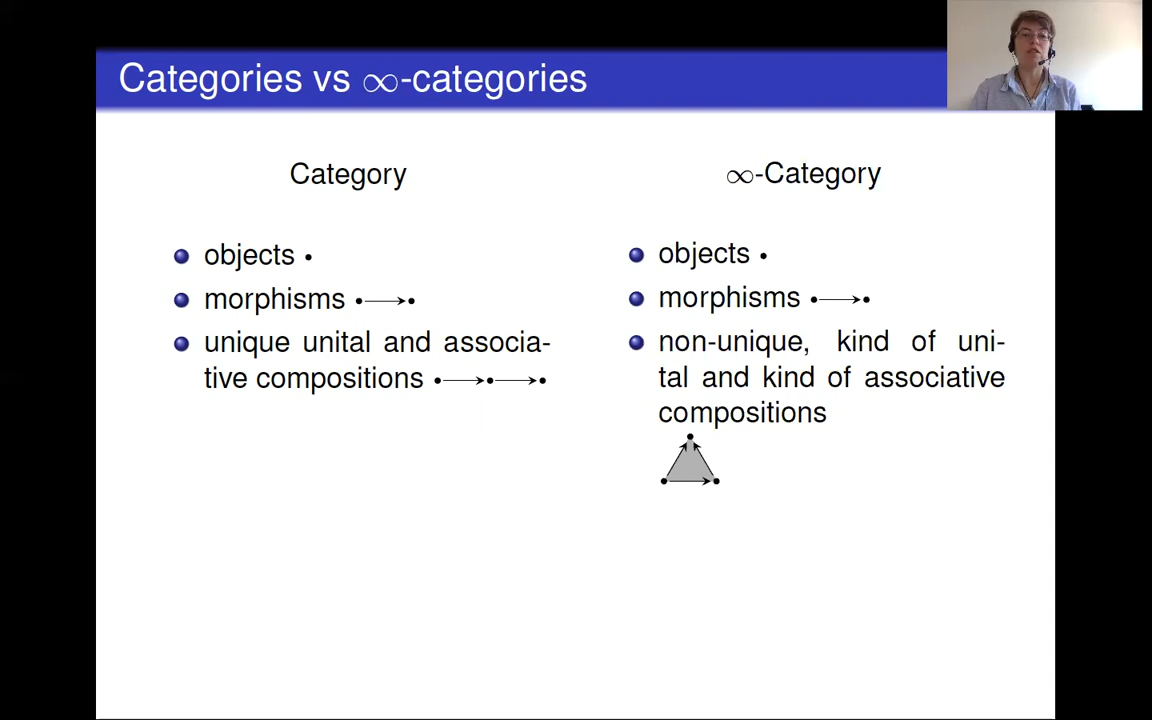 Categories vs ∞-categories
Category
objects
morphisms
unique unital and associa-
tive compositions
∞-Category
objects
morphisms
non-unique, kind of uni-
tal and kind of associative
compositions